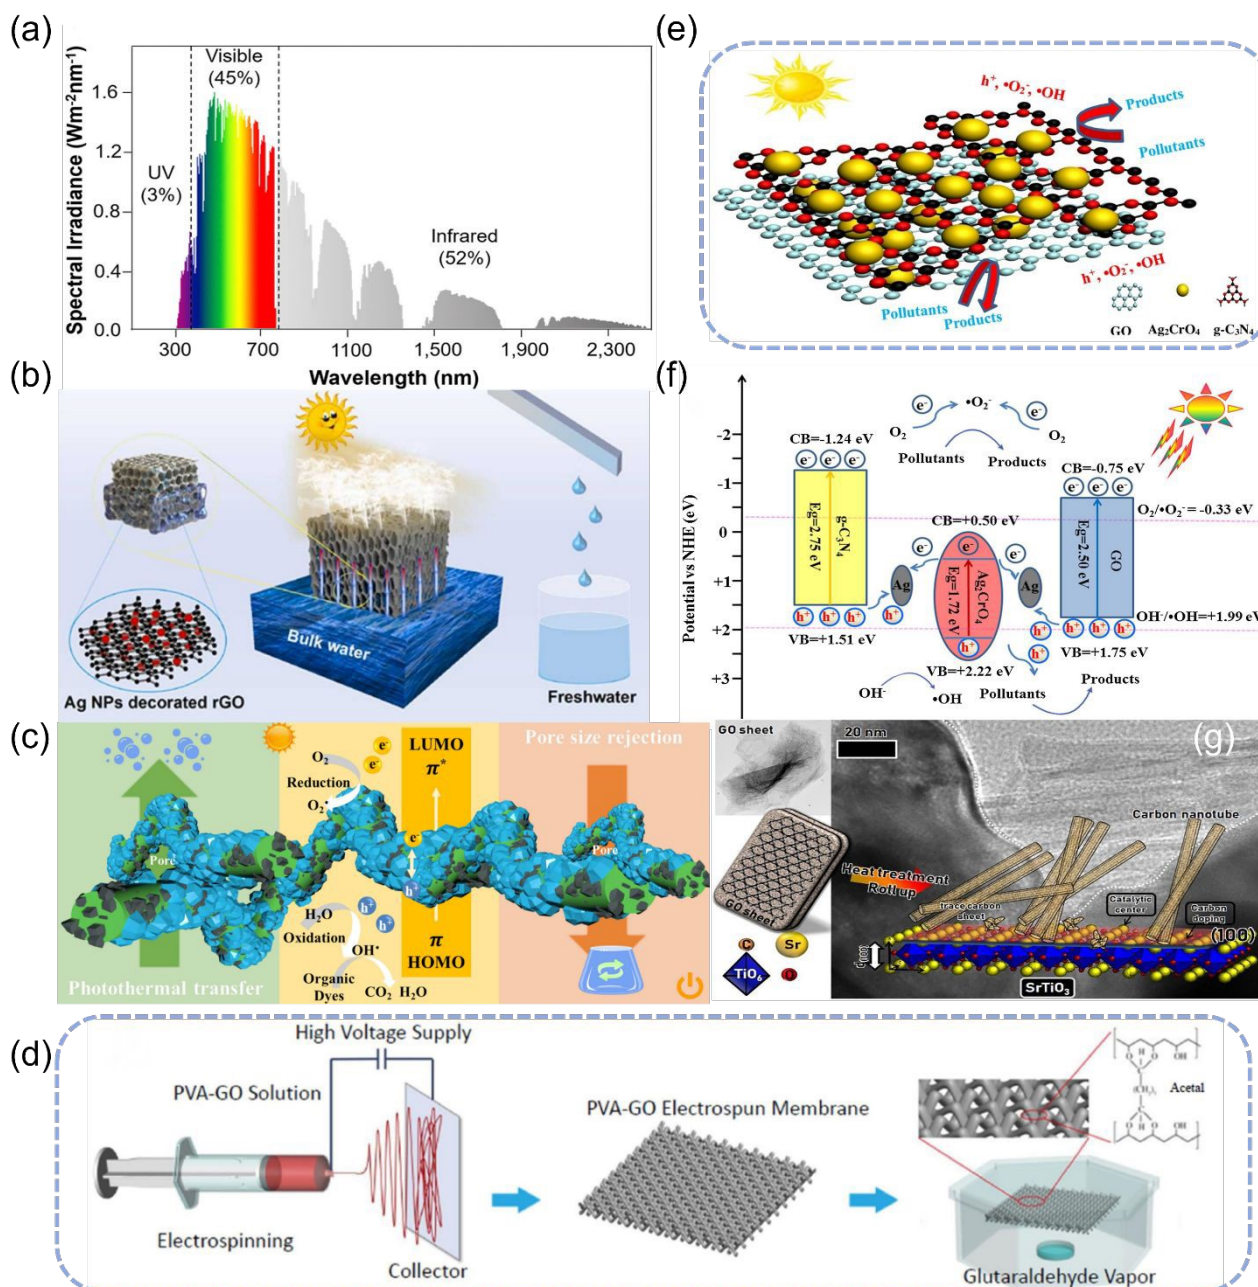 (a)
Visible
(45%)
UV
(3%)
Infrared
(52%)
Spectral Irradiance (Wm⁻²nm⁻¹)
1.6
1.2
0.8
0.4
0.0
300
700
1100
1,500
1,900
2,300
Wavelength (nm)
(e)
h⁺, •O₂⁻, •OH
Products
Pollutants
h⁺, •O₂⁻, •OH
Pollutants
Products
GO
Ag₂CrO₄
g-C₃N₄
(b)
Bulk water
Ag NPs decorated rGO
Freshwater
(f)
Potential vs NHE (eV)
-2
-1
0
+1
+2
+3
e⁻
•O₂⁻
e⁻
O₂
O₂
Pollutants
Products
CB=-1.24 eV
e⁻ e⁻ e⁻
Eg=2.75 eV
g-C₃N₄
h⁺ h⁺ h⁺
VB=+1.51 eV
CB=+0.50 eV
e⁻
e⁻
e⁻
Ag
Ag
Eg=1.72 eV
Ag₂CrO₄
h⁺
h⁺
h⁺
h⁺
VB=+2.22 eV
CB=-0.75 eV
e⁻ e⁻ e⁻
O₂/•O₂⁻= -0.33 eV
Eg=2.50 eV
GO
OH⁻/•OH=+1.99 eV
h⁺ h⁺ h⁺
VB=+1.75 eV
OH⁻
•OH
Pollutants
Products
(c)
Pore
Photothermal transfer
O₂
Reduction
e⁻
e⁻
LUMO
π*
e⁻
h⁺
h⁺
h⁺
H₂O
Oxidation
OH•
Organic
Dyes
CO₂
H₂O
π
HOMO
Pore size rejection
Pore
(g)
GO sheet
20 nm
Carbon nanotube
GO sheet
Heat treatment
Rollup
Trace carbon
sheet
Catalytic
center
Carbon
doping
(100)
C
Sr
TiO₆
O
SrTiO₃
(d)
High Voltage Supply
PVA-GO Solution
Electrospinning
Collector
PVA-GO Electrospun Membrane
Acetal
OH
OH
Glutaraldehyde Vapor